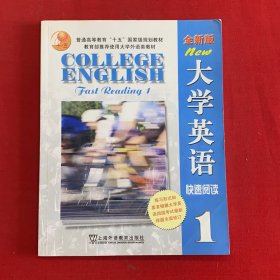 普通高等教育“十五”国家级规划教材
教育部推荐使用大学外语类教材
COLLEGE
ENGLISH
Fast Reading 1
全新版
New
大学英语
快速阅读
1
上海外语教育出版社